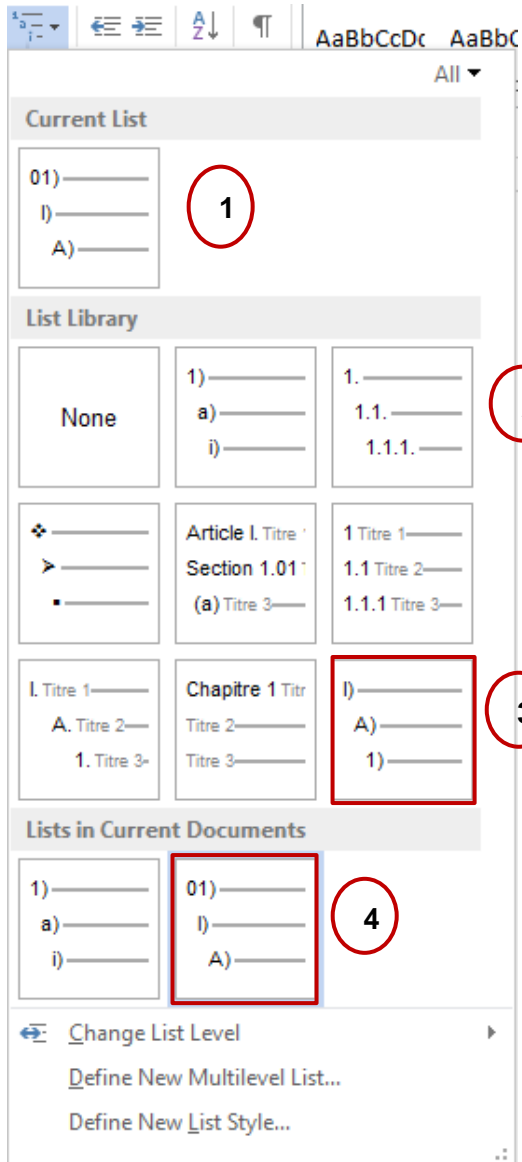 AaBbCcDc AaBbC
All
Current List
01)
I)
A)
1
List Library
None
1)
a)
i)
1.
1.1.
1.1.1.
Article I. Titre
Section 1.01
(a) Titre 3
1 Titre 1
1.1 Titre 2
1.1.1 Titre 3
I. Titre 1
A. Titre 2
1. Titre 3
Chapitre 1 Titr
Titre 2
Titre 3
I)
A)
1)
3
Lists in Current Documents
1)
a)
i)
01)
I)
A)
4
Change List Level
Define New Multilevel List...
Define New List Style...